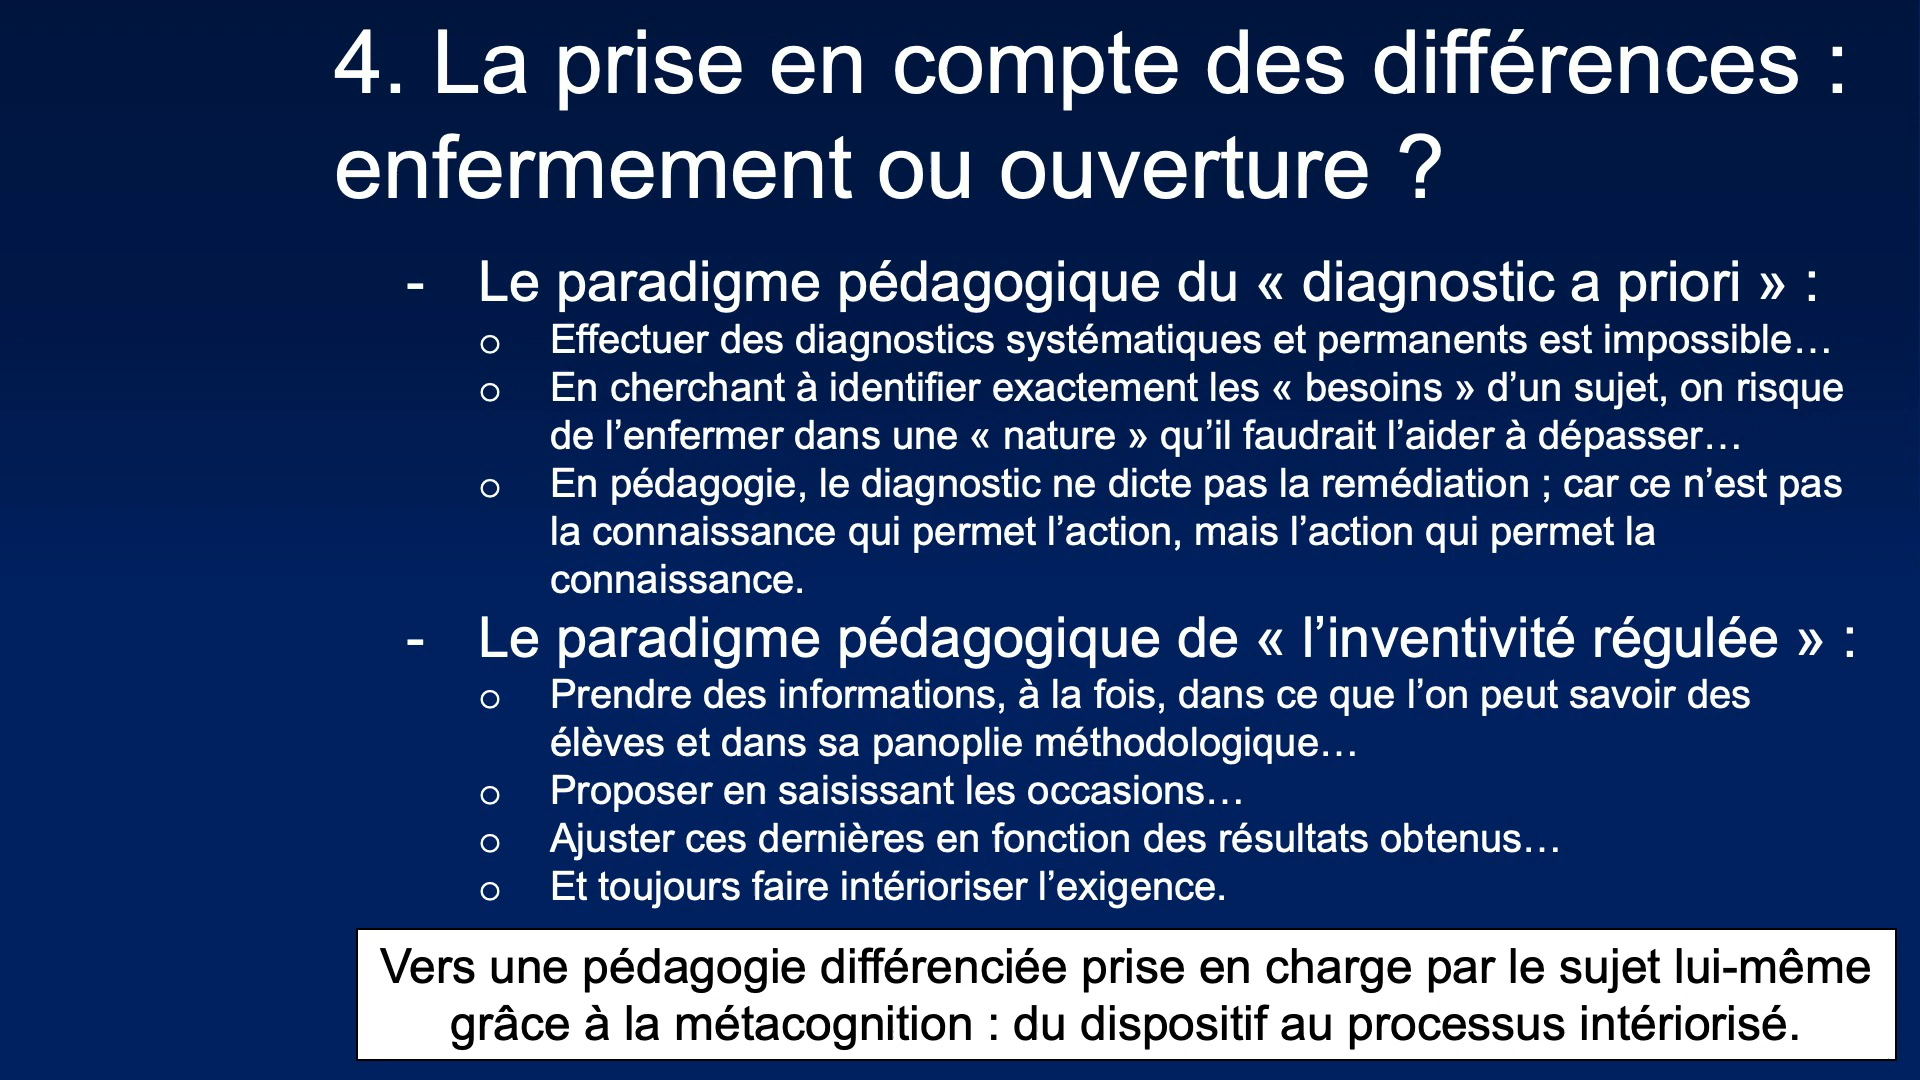 4. La prise en compte des différences :
enfermement ou ouverture ?
- Le paradigme pédagogique du « diagnostic a priori » :
o Effectuer des diagnostics systématiques et permanents est impossible…
o En cherchant à identifier exactement les « besoins » d’un sujet, on risque
de l’enfermer dans une « nature » qu’il faudrait l’aider à dépasser…
o En pédagogie, le diagnostic ne dicte pas la remédiation ; car ce n’est pas
la connaissance qui permet l’action, mais l’action qui permet la
connaissance.
- Le paradigme pédagogique de « l’inventivité régulée » :
o Prendre des informations, à la fois, dans ce que l’on peut savoir des
élèves et dans sa panoplie méthodologique…
o Proposer en saisissant les occasions…
o Ajuster ces dernières en fonction des résultats obtenus…
o Et toujours faire intérioriser l’exigence.
Vers une pédagogie différenciée prise en charge par le sujet lui-même
grâce à la métacognition : du dispositif au processus intériorisé.